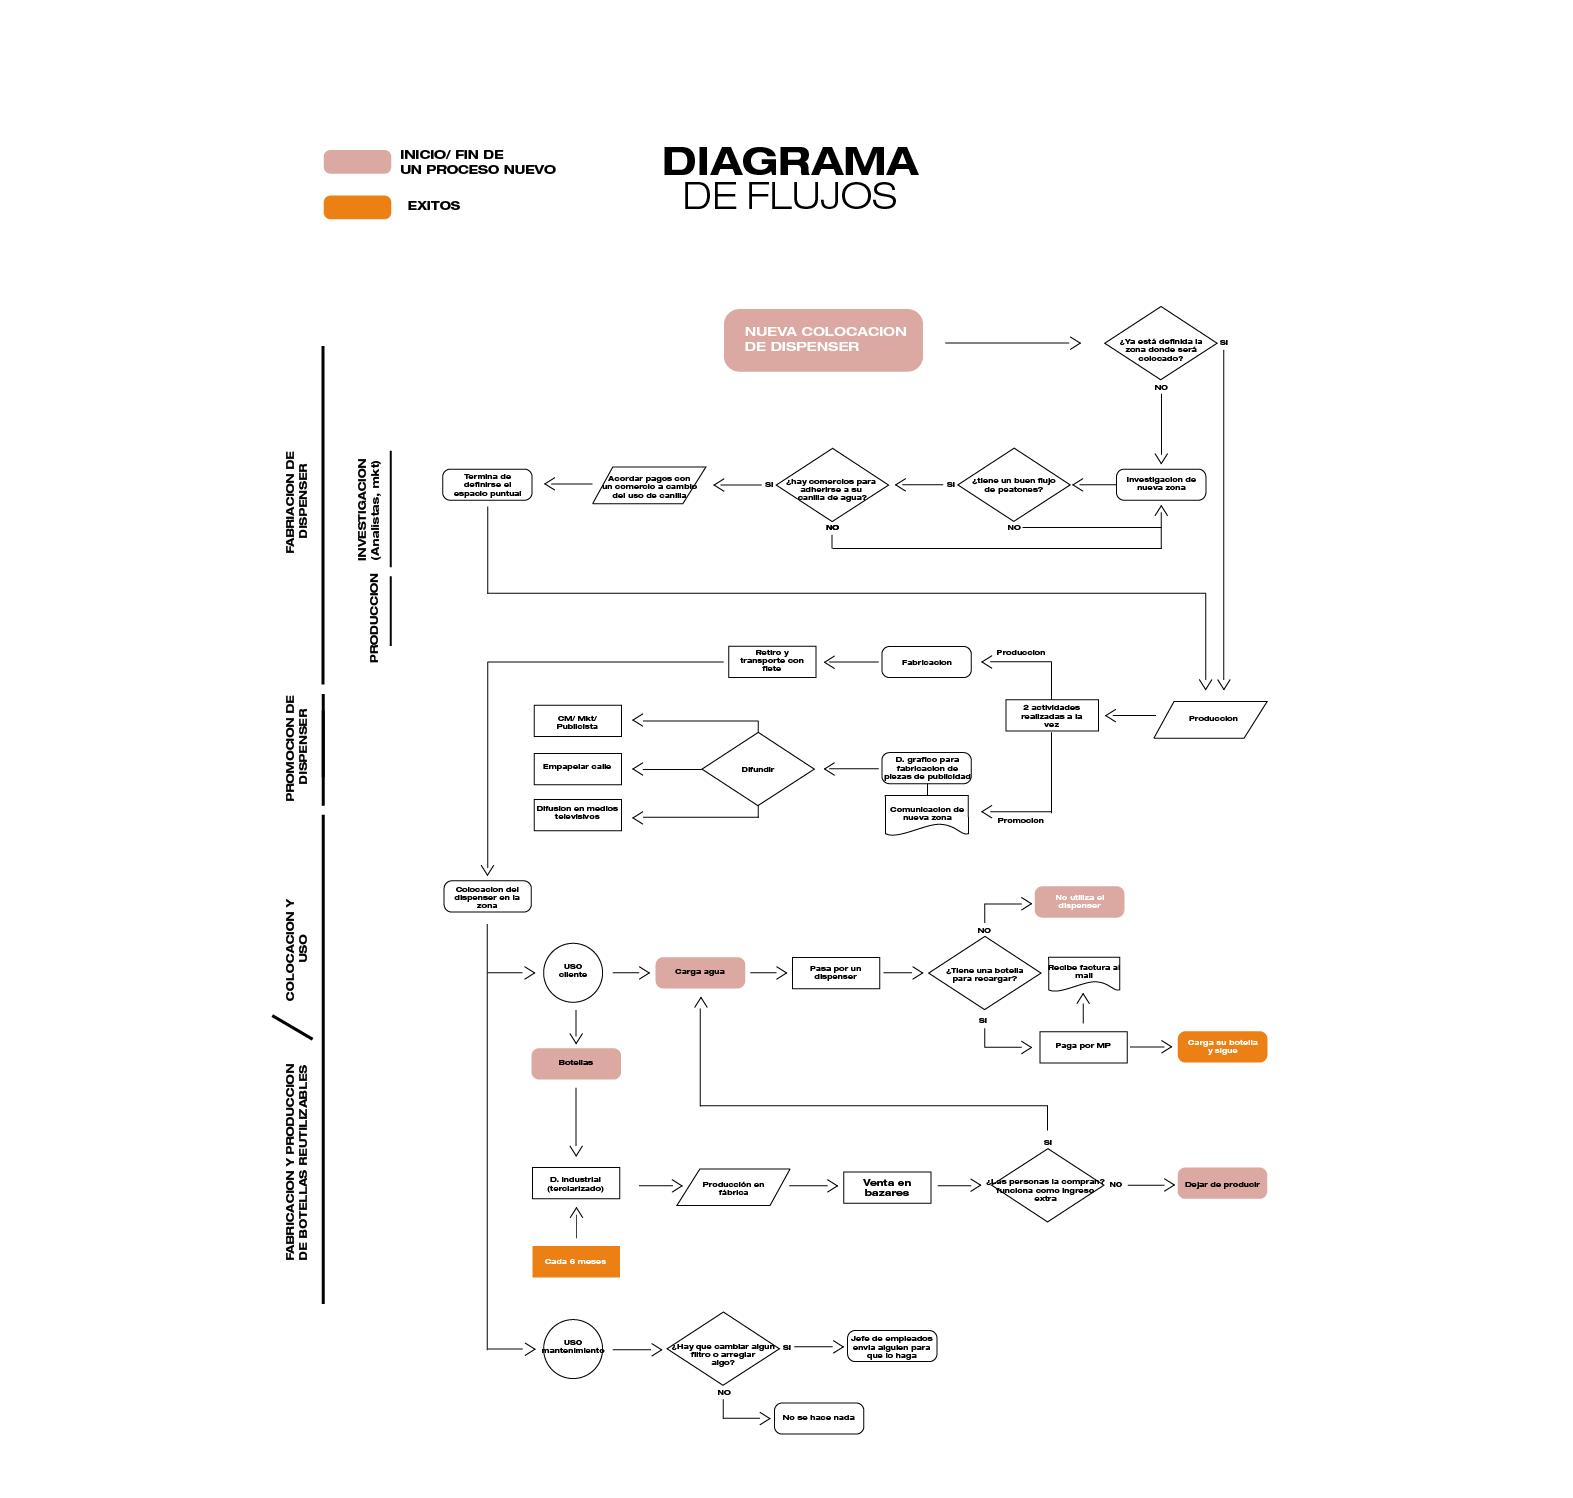 INICIO/ FIN DE
UN PROCESO NUEVO
EXITOS
DIAGRAMA
DE FLUJOS
NUEVA COLOCACION
DE DISPENSER
¿Ya está definida la
zona donde será
colocado?
SI
NO
FABRIACION DE
DISPENSER
INVESTIGACION
(Analistas, mkt)
PRODUCCION
Termina de
definirse el
espacio puntual
Acordar pagos con
un comercio a cambio
del uso de canilla
SI
¿hay comercios para
adherirse a su
canilla de agua?
NO
SI
¿tiene un buen flujo
de peatones?
NO
Investigacion de
nueva zona
Retiro y
transporte con
flete
Fabricacion
Produccion
2 actividades
realizadas a la
vez
Produccion
PROMOCION DE
DISPENSER
CM/ Mkt/
Publicista
Empapelar calle
Difusion en medios
televisivos
Difundir
D. grafico para
fabricacion de
piezas de publicidad
Comunicacion de
nueva zona
Promocion
COLOCACION Y
USO
Colocacion del
dispenser en la
zona
USO
cliente
Carga agua
Pasa por un
dispenser
NO
¿Tiene una botella
para recargar?
SI
No utiliza el
dispenser
Recibe factura al
mail
Paga por MP
Carga su botella
y sigue
Botellas
FABRICACION Y PRODUCCION
DE BOTELLAS REUTILIZABLES
D. industrial
(terciarizado)
Producción en
fábrica
Venta en
bazares
SI
¿Las personas la compran?
funciona como ingreso
extra
NO
Dejar de producir
Cada 6 meses
USO
mantenimiento
¿Hay que cambiar algun
filtro o arreglar
algo?
SI
Jefe de empleados
envia alguien para
que lo haga
NO
No se hace nada